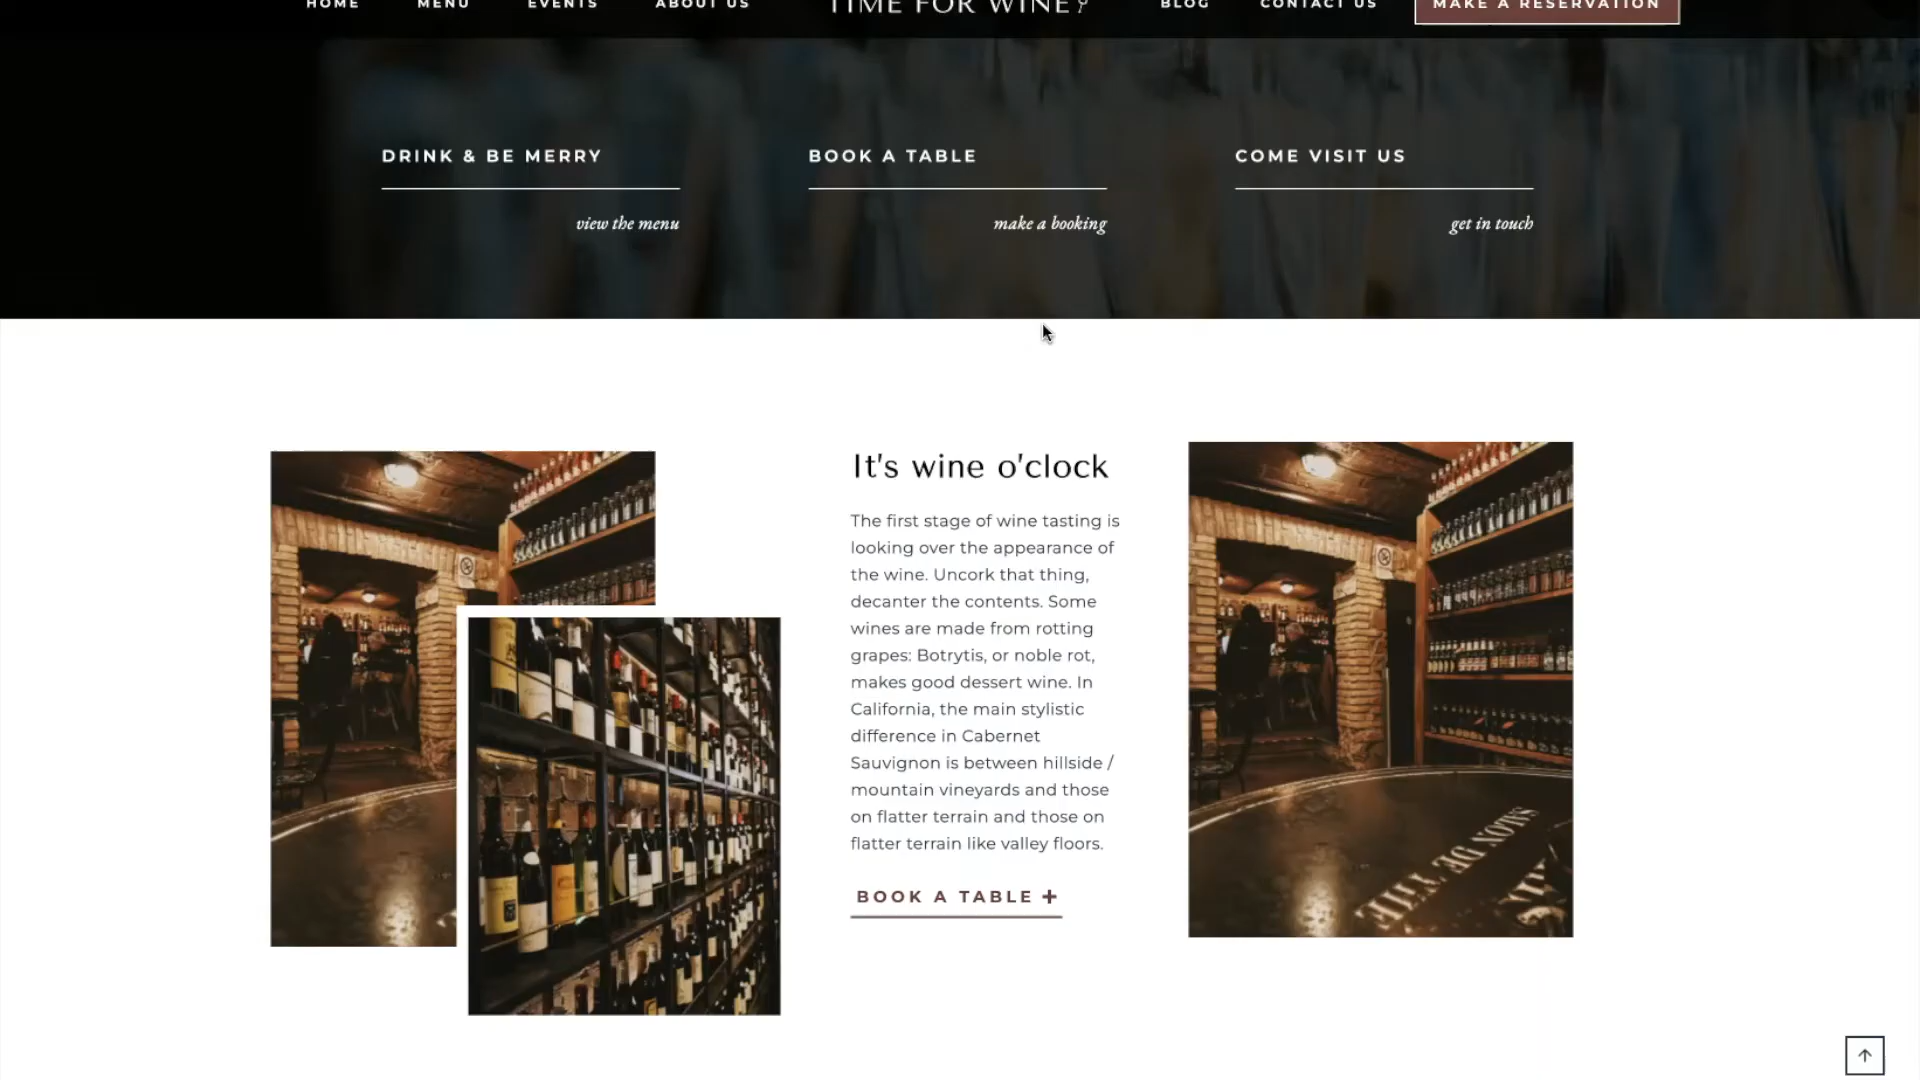 HOME MENU EVENTS ABOUT US TIME FOR WINE? BLOG CONTACT US MAKE A RESERVATION
DRINK & BE MERRY
view the menu
BOOK A TABLE
make a booking
COME VISIT US
get in touch
It's wine o'clock
The first stage of wine tasting is
looking over the appearance of
the wine. Uncork that thing,
decanter the contents. Some
wines are made from rotting
grapes: Botrytis, or noble rot,
makes good dessert wine. In
California, the main stylistic
difference in Cabernet
Sauvignon is between hillside /
mountain vineyards and those
on flatter terrain and those on
flatter terrain like valley floors.
BOOK A TABLE +